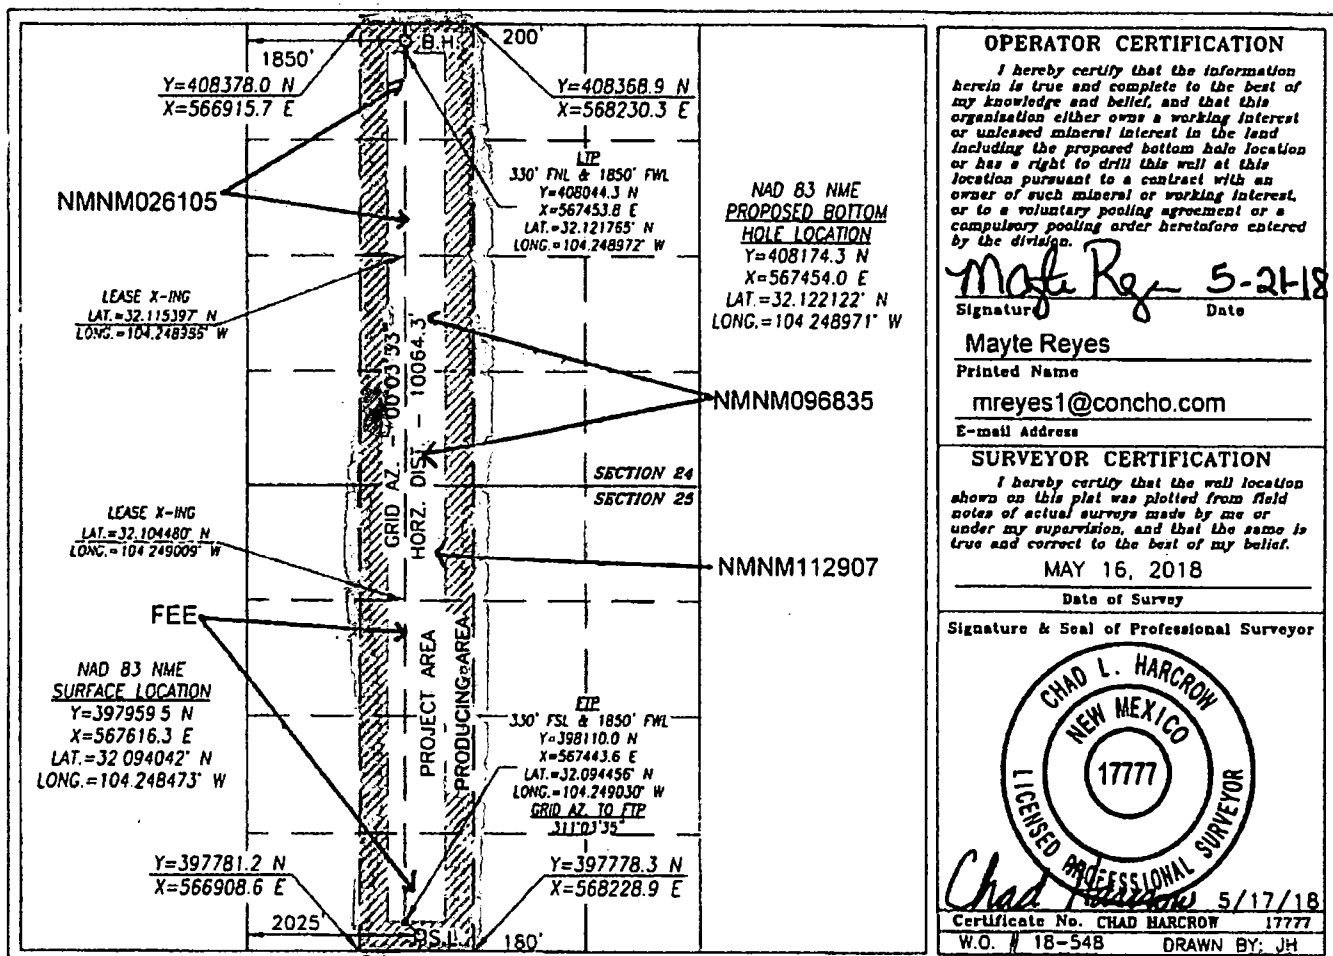 1850'
B.H.
200'
Y=408378.0 N
X=566915.7 E
Y=408368.9 N
X=568230.3 E
NMNM026105
LTP
330' FNL & 1850' FWL
Y=408044.3 N
X=567453.8 E
LAT.=32.121765° N
LONG.=104.248972° W
NAD 83 NME
PROPOSED BOTTOM
HOLE LOCATION
Y=408174.3 N
X=567454.0 E
LAT.=32.122122° N
LONG.=104.248971° W
LEASE X-ING
LAT.=32.115397° N
LONG.=104.248355° W
GRID AZ. - 00°03'33"
HORZ. DIST. - 10064.3'
NMNM096835
SECTION 24
SECTION 25
LEASE X-ING
LAT.=32.104480° N
LONG.=104.249009° W
NMNM112907
FEE
NAD 83 NME
SURFACE LOCATION
Y=397959.5 N
X=567616.3 E
LAT.=32.094042° N
LONG.=104.248473° W
PROJECT AREA
PRODUCING AREA
FTP
330' FSL & 1850' FWL
Y=398110.0 N
X=567443.6 E
LAT.=32.094456° N
LONG.=104.249030° W
GRID AZ. TO FTP
311°03'35"
Y=397781.2 N
X=566908.6 E
Y=397778.3 N
X=568228.9 E
2025'
S.L.
180'
OPERATOR CERTIFICATION
I hereby certify that the information
herein is true and complete to the best of
my knowledge and belief, and that this
organisation either owns a working interest
or unleased mineral interest in the land
including the proposed bottom hole location
or has a right to drill this well at this
location pursuant to a contract with an
owner of such mineral or working interest,
or to a voluntary pooling agreement or a
compulsory pooling order heretofore entered
by the division.
Mayte Reyes 5-21-18
Signature Date
Mayte Reyes
Printed Name
mreyes1@concho.com
E-mail Address
SURVEYOR CERTIFICATION
I hereby certify that the well location
shown on this plat was plotted from field
notes of actual surveys made by me or
under my supervision, and that the same is
true and correct to the best of my belief.
MAY 16, 2018
Date of Survey
Signature & Seal of Professional Surveyor
CHAD L. HARCROW
NEW MEXICO
17777
LICENSED PROFESSIONAL SURVEYOR
Chad Harcrow 5/17/18
Certificate No. CHAD HARCROW 17777
W.O. # 18-548 DRAWN BY: JH